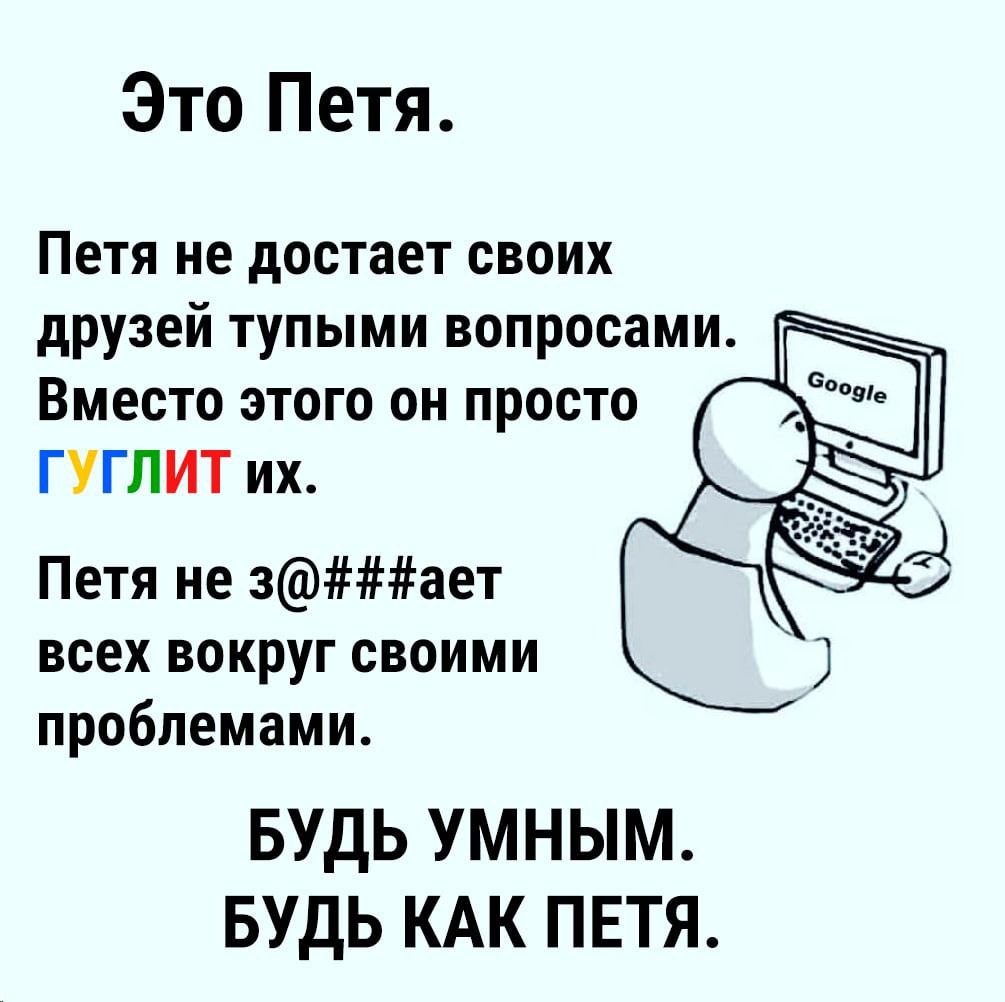 Это Петя.
Петя не достает своих
друзей тупыми вопросами.
Вместо этого он просто
ГУГЛИТ их.
Google
Петя не з@###ает
всех вокруг своими
проблемами.
БУДЬ УМНЫМ.
БУДЬ КАК ПЕТЯ.